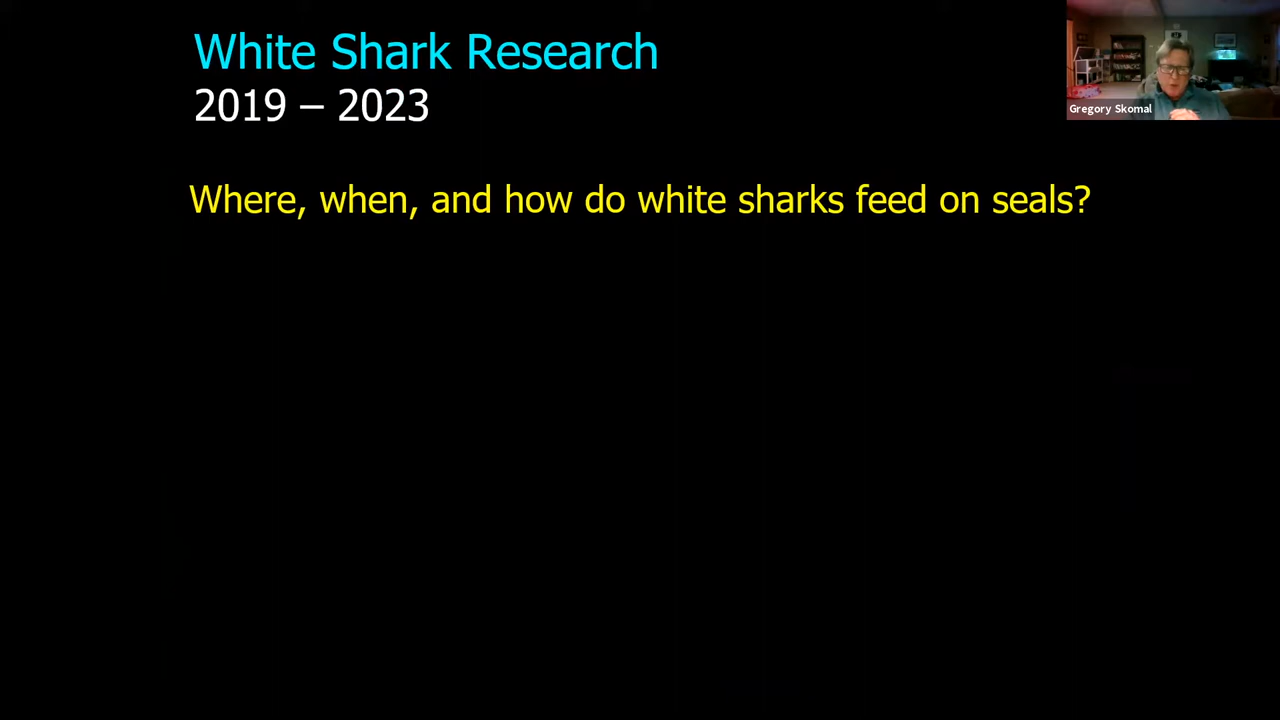 White Shark Research
2019 – 2023
Gregory Skomal
Where, when, and how do white sharks feed on seals?